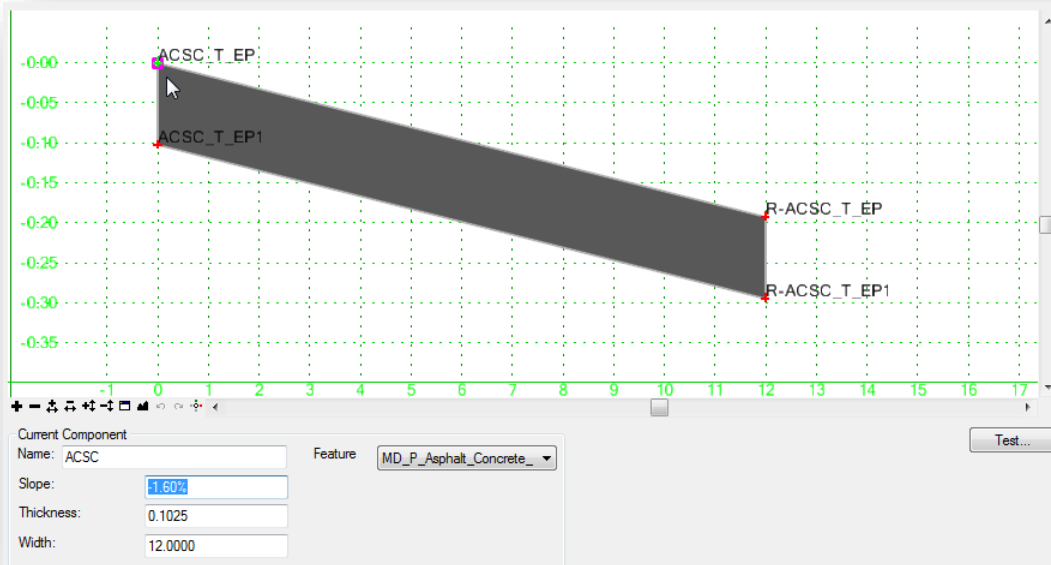 ACSC_T_EP
-0:00
-0:05
ACSC_T_EP1
-0:10
-0:15
-0:20
R-ACSC_T_EP
-0:25
-0:30
R-ACSC_T_EP1
-0:35
-1 0 1 2 3 4 5 6 7 8 9 10 11 12 13 14 15 16 17
Current Component
Name: ACSC Feature MD_P_Asphalt_Concrete_
Test...
Slope: -1.60%
Thickness: 0.1025
Width: 12.0000